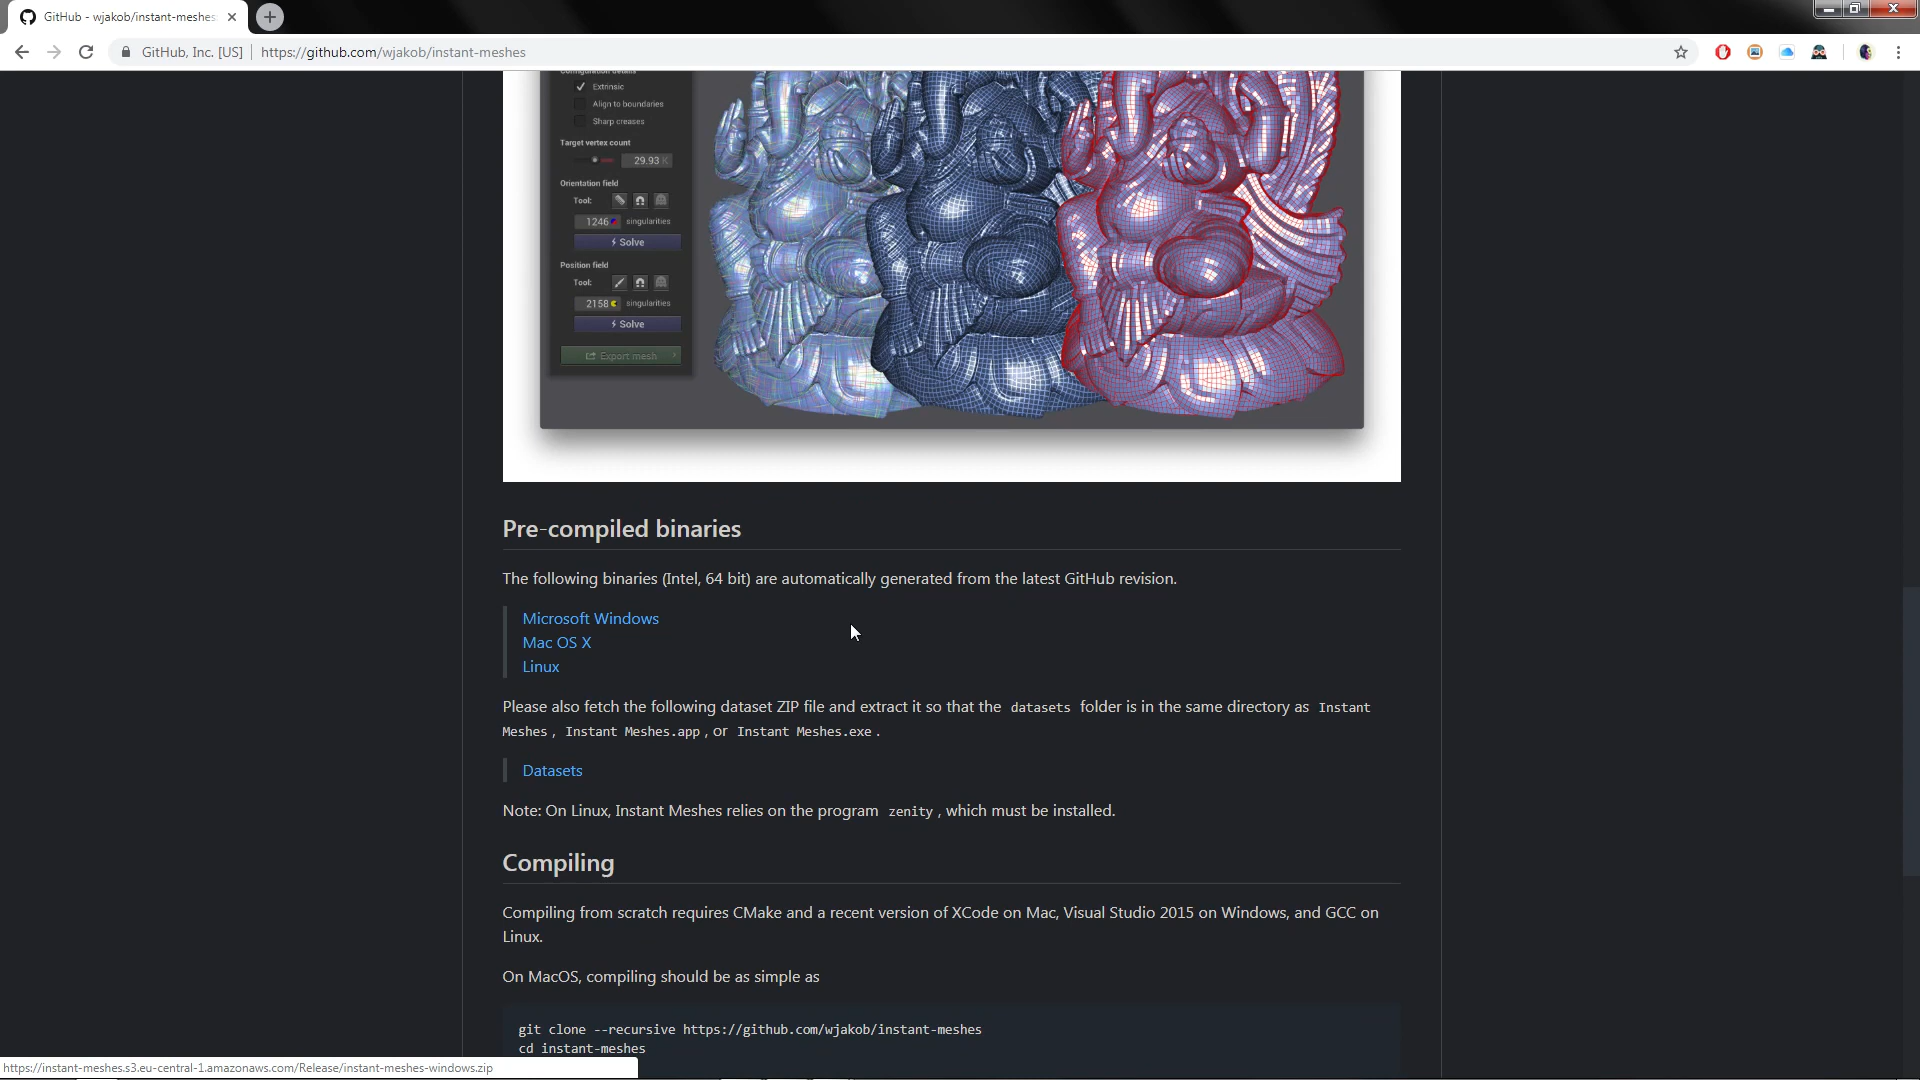 GitHub - wjakob/instant-meshes
GitHub, Inc. [US] https://github.com/wjakob/instant-meshes
Configuration details
Extrinsic
Align to boundaries
Sharp creases
Target vertex count
29.93 K
Orientation field
Tool:
1246 singularities
Solve
Position field
Tool:
2158 singularities
Solve
Export mesh
Pre-compiled binaries
The following binaries (Intel, 64 bit) are automatically generated from the latest GitHub revision.
Microsoft Windows
Mac OS X
Linux
Please also fetch the following dataset ZIP file and extract it so that the datasets folder is in the same directory as Instant
Meshes, Instant Meshes.app, or Instant Meshes.exe.
Datasets
Note: On Linux, Instant Meshes relies on the program zenity, which must be installed.
Compiling
Compiling from scratch requires CMake and a recent version of XCode on Mac, Visual Studio 2015 on Windows, and GCC on
Linux.
On MacOS, compiling should be as simple as
git clone --recursive https://github.com/wjakob/instant-meshes
cd instant-meshes
https://instant-meshes.s3.eu-central-1.amazonaws.com/Release/instant-meshes-windows.zip